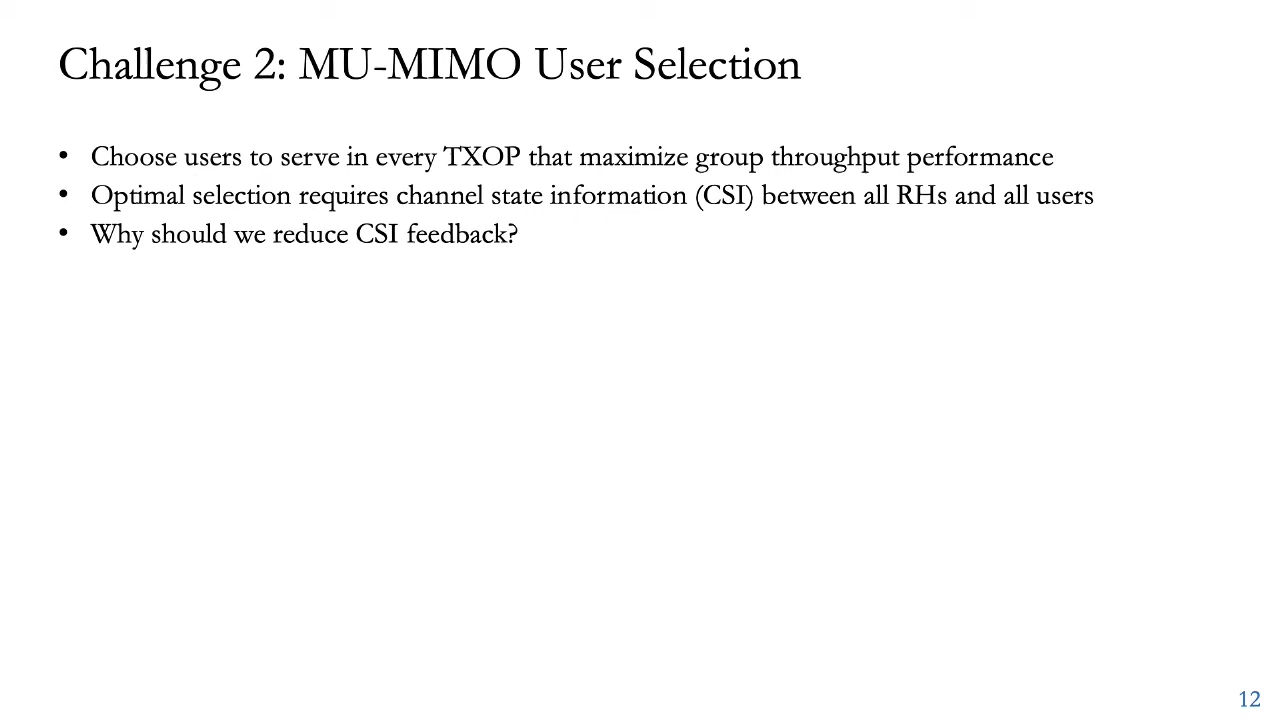 Challenge 2: MU-MIMO User Selection
• Choose users to serve in every TXOP that maximize group throughput performance
• Optimal selection requires channel state information (CSI) between all RHs and all users
• Why should we reduce CSI feedback?
12